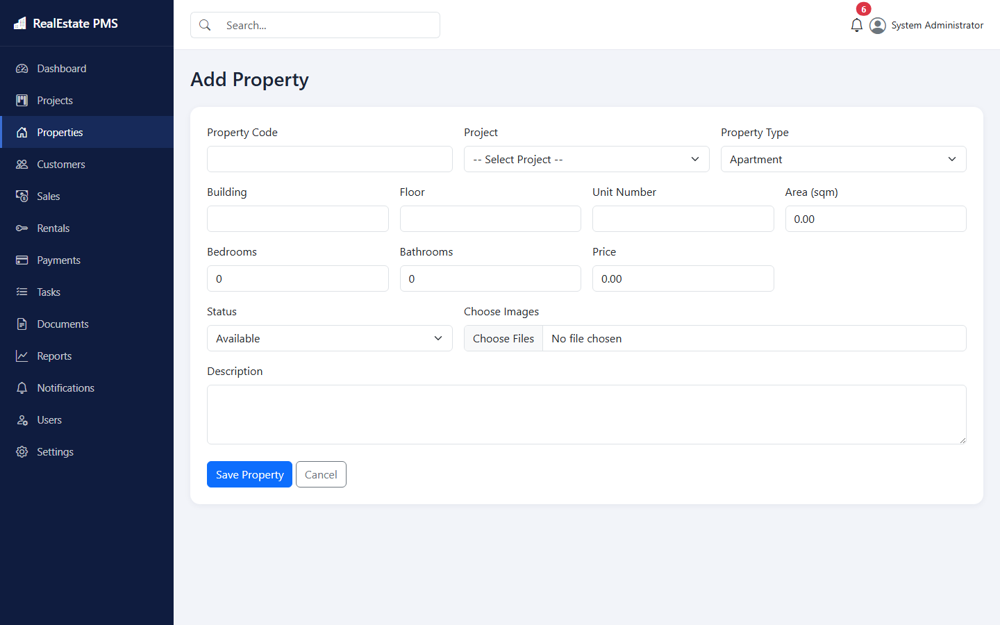 RealEstate PMS
Search...
6
System Administrator
Dashboard
Projects
Properties
Customers
Sales
Rentals
Payments
Tasks
Documents
Reports
Notifications
Users
Settings
Add Property
Property Code
Project
Property Type
-- Select Project --
Apartment
Building
Floor
Unit Number
Area (sqm)
0.00
Bedrooms
Bathrooms
Price
0
0
0.00
Status
Choose Images
Available
Choose Files
No file chosen
Description
Save Property
Cancel